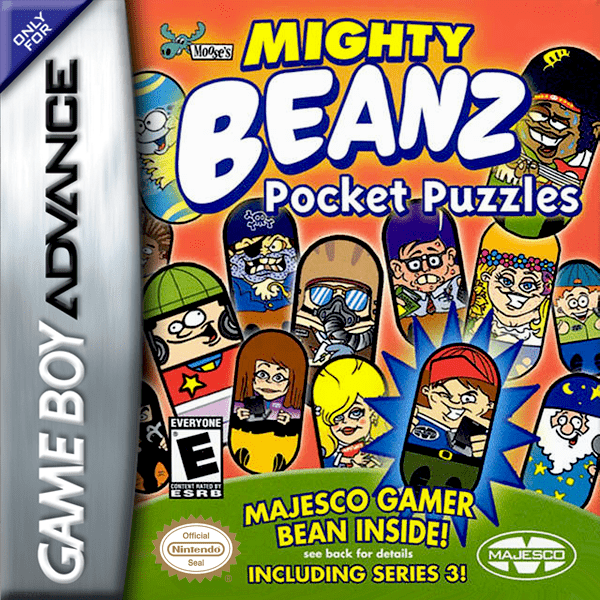 ONLY
FOR
GAME BOY ADVANCE
Moose's
MIGHTY
BEANZ
Pocket Puzzles
EVERYONE
E
CONTENT RATED BY
ESRB
MAJESCO GAMER
BEAN INSIDE!
see back for details
INCLUDING SERIES 3!
Official
Nintendo
Seal
MAJESCO